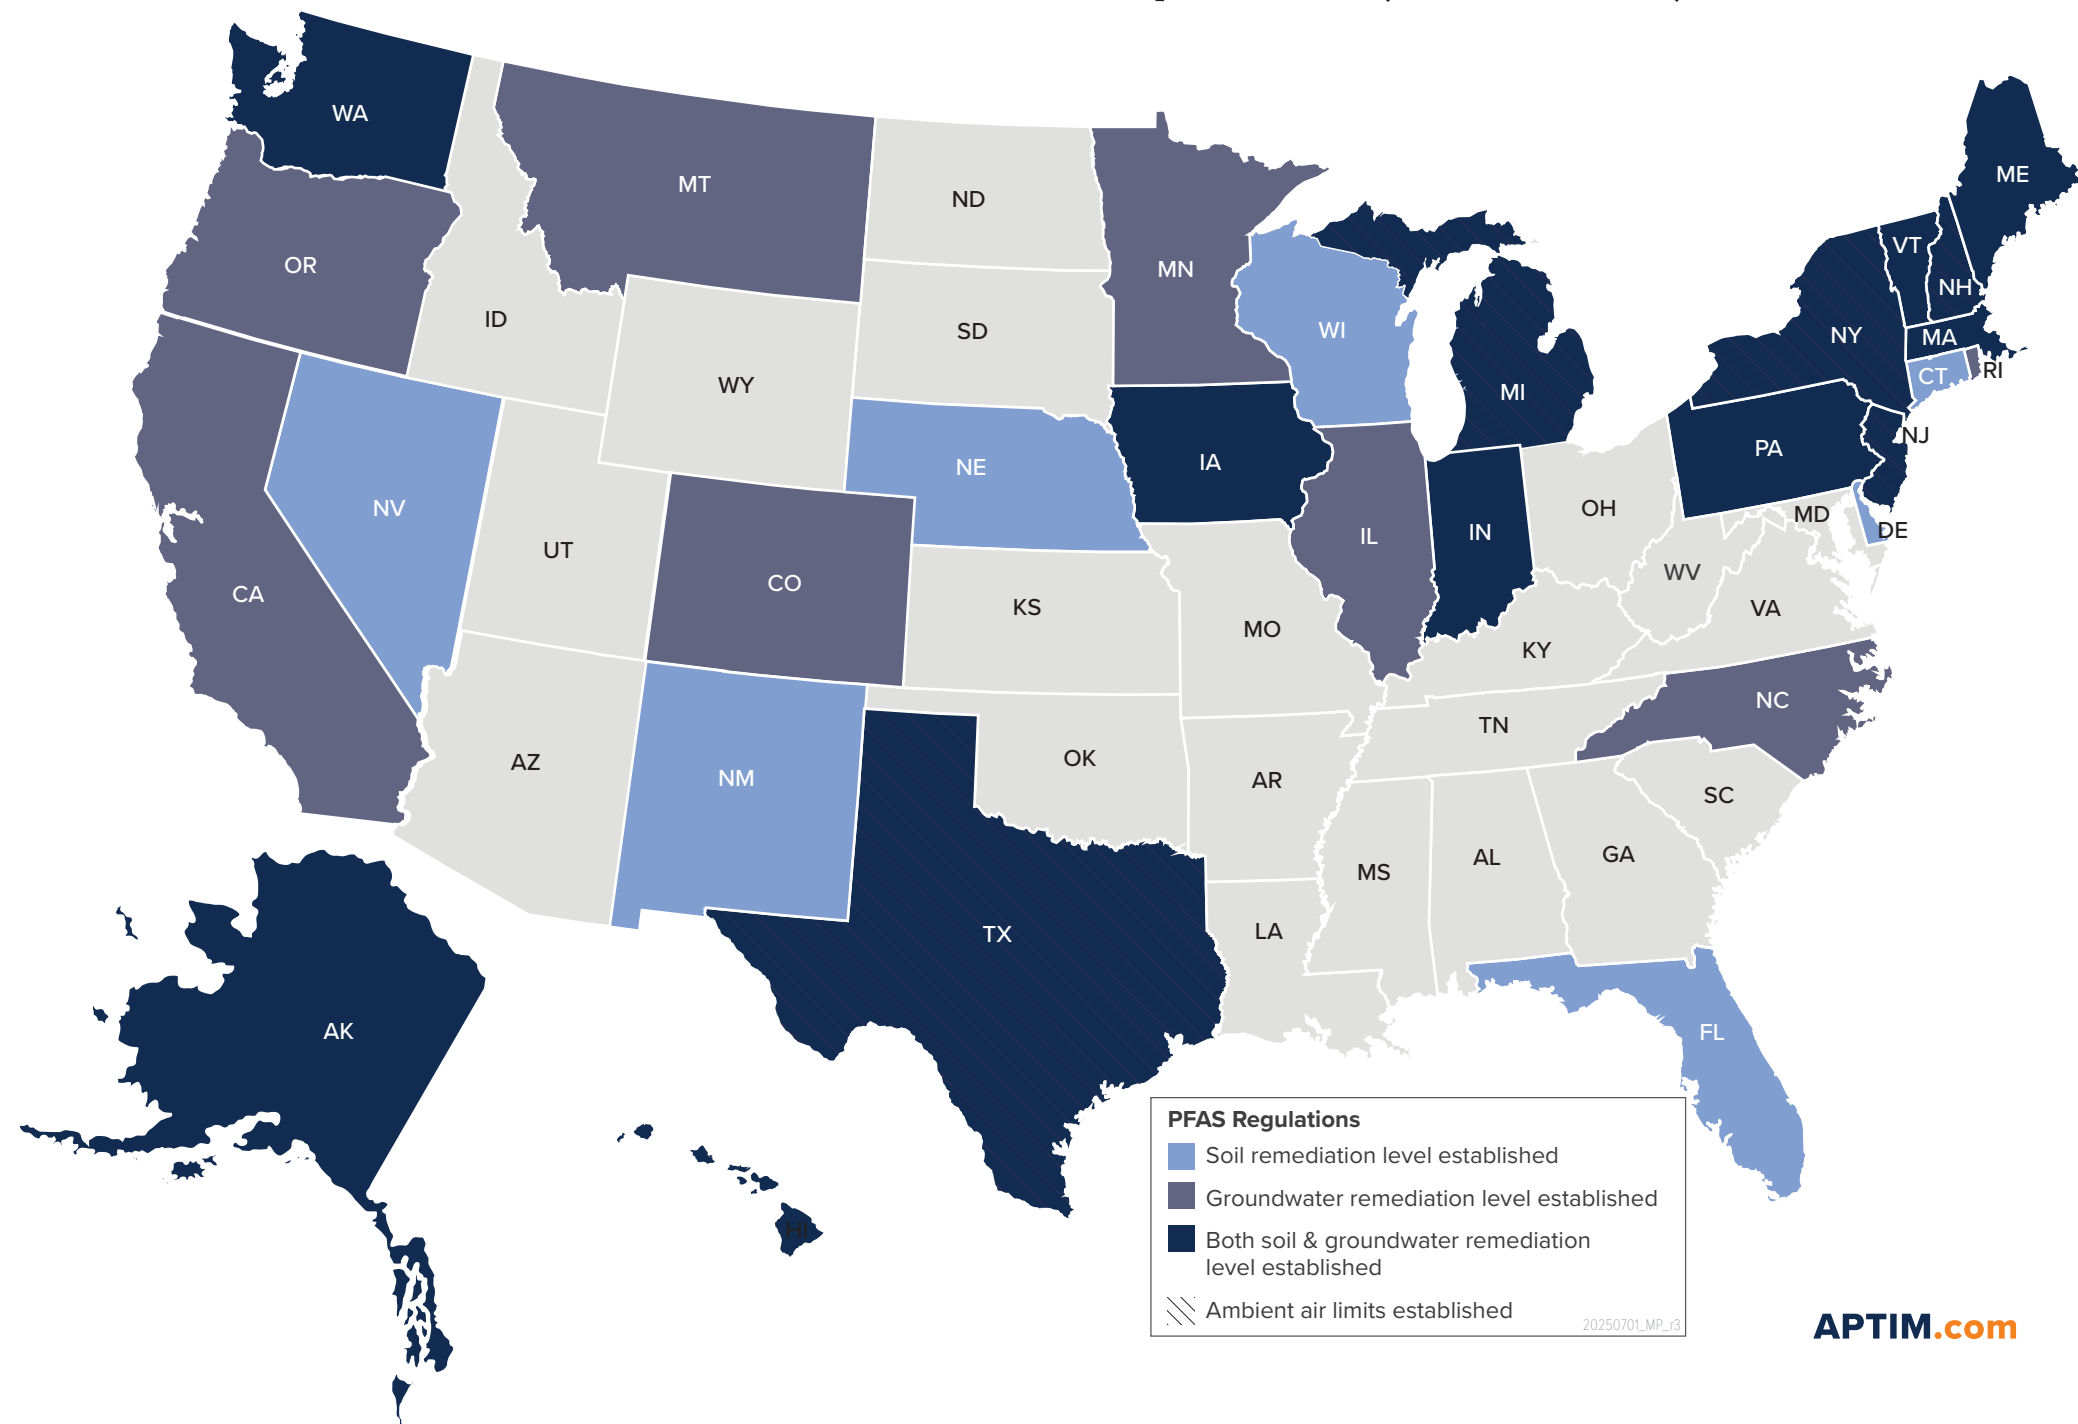 WA
ME
MT
ND
MN
VT
OR
NH
ID
SD
WI
NY
MA
WY
MI
CT
RI
NE
IA
PA
NJ
NV
IN
OH
MD
DE
UT
IL
CO
WV
CA
KS
MO
VA
KY
NC
TN
AZ
NM
OK
AR
SC
MS
AL
GA
TX
LA
AK
FL
HI
PFAS Regulations
Soil remediation level established
Groundwater remediation level established
Both soil & groundwater remediation
level established
Ambient air limits established
20250701_MP_r3
APTIM.com